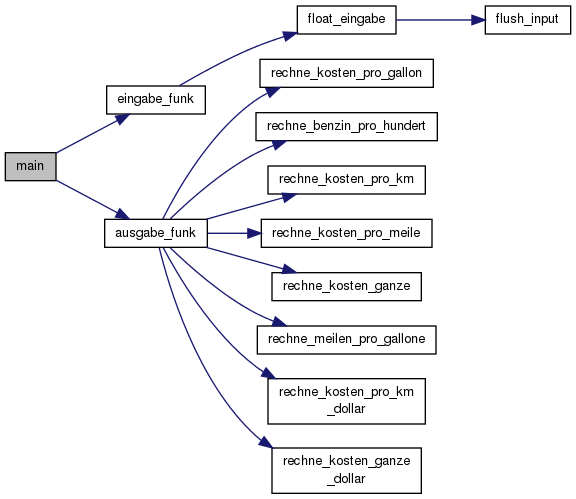 float_eingabe
flush_input
rechne_kosten_pro_gallon
eingabe_funk
rechne_benzin_pro_hundert
main
rechne_kosten_pro_km
ausgabe_funk
rechne_kosten_pro_meile
rechne_kosten_ganze
rechne_meilen_pro_gallone
rechne_kosten_pro_km
_dollar
rechne_kosten_ganze
_dollar